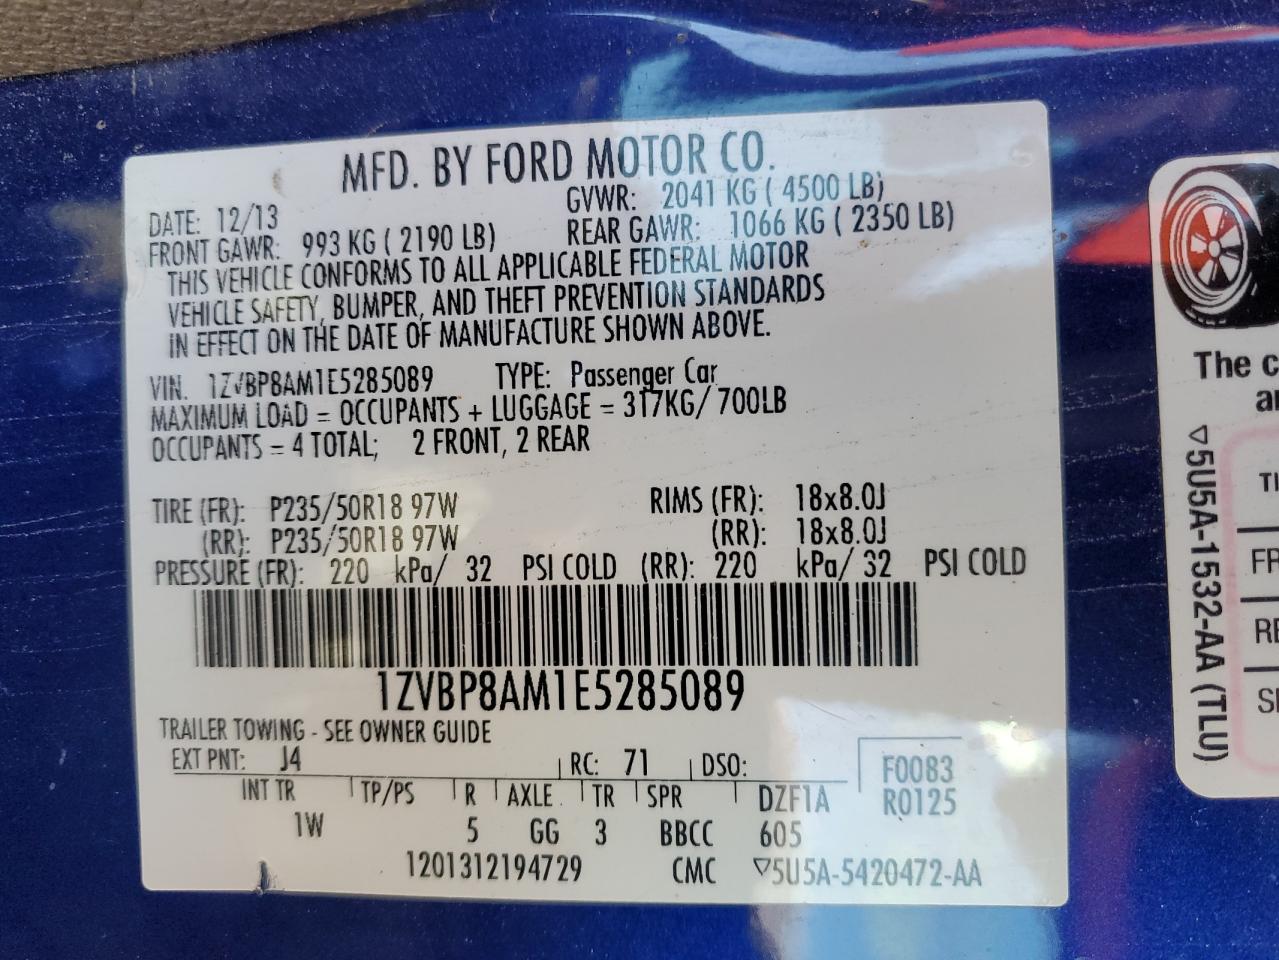 MFD. BY FORD MOTOR CO.
DATE: 12/13 GVWR: 2041 KG ( 4500 LB)
FRONT GAWR: 993 KG ( 2190 LB) REAR GAWR: 1066 KG ( 2350 LB)
THIS VEHICLE CONFORMS TO ALL APPLICABLE FEDERAL MOTOR
VEHICLE SAFETY, BUMPER, AND THEFT PREVENTION STANDARDS
IN EFFECT ON THE DATE OF MANUFACTURE SHOWN ABOVE.
VIN. 1ZVBP8AM1E5285089 TYPE: Passenger Car
MAXIMUM LOAD = OCCUPANTS + LUGGAGE = 317KG/ 700LB
OCCUPANTS = 4 TOTAL; 2 FRONT, 2 REAR
TIRE (FR): P235/50R18 97W RIMS (FR): 18x8.0J
(RR): P235/50R18 97W (RR): 18x8.0J
PRESSURE (FR): 220 kPa/ 32 PSI COLD (RR): 220 kPa/ 32 PSI COLD
1ZVBP8AM1E5285089
TRAILER TOWING - SEE OWNER GUIDE
EXT PNT: J4 RC: 71 DSO: F0083
INT TR TP/PS R AXLE TR SPR DZF1A R0125
1W 5 GG 3 BBCC 605
1201312194729 CMC ▽5U5A-5420472-AA
The c
▽5U5A-1532-AA (TLU)
TI
FR